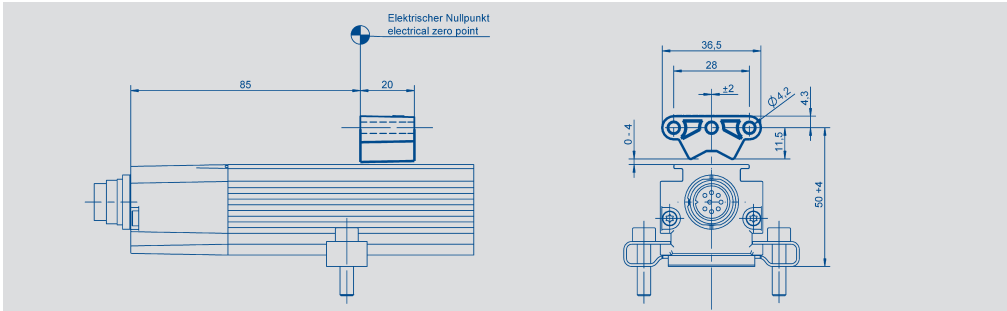 Elektrischer Nullpunkt
electrical zero point
85
20
36,5
28
±2
Ø4,2
4,3
0 - 4
11,5
50 +4